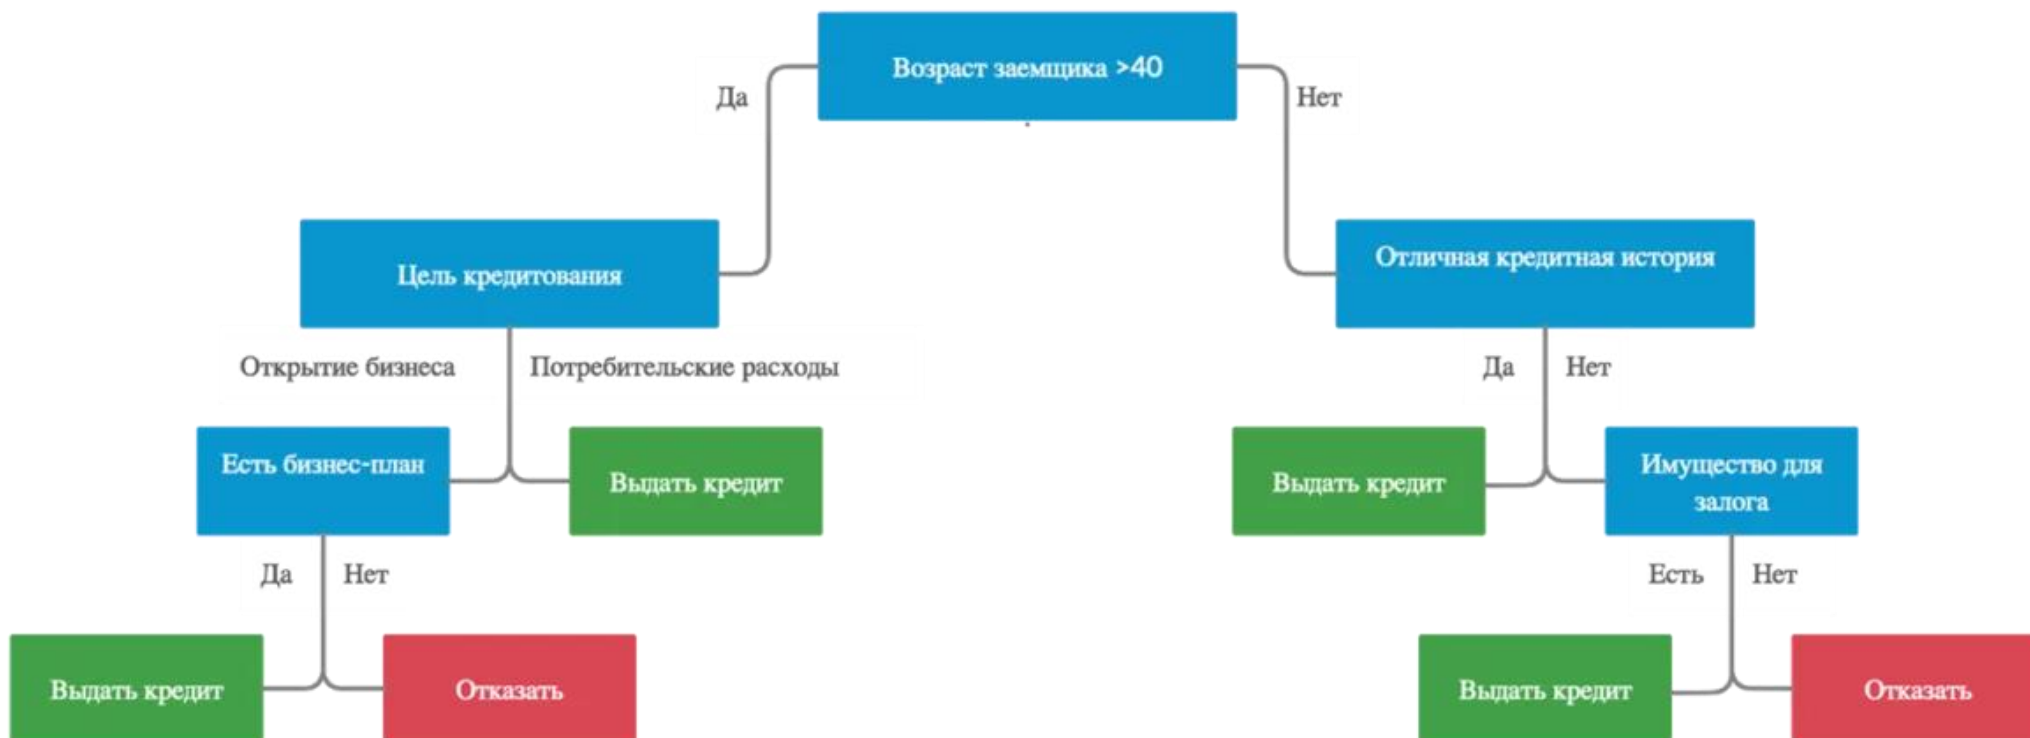 Возраст заемщика >40
Да
Нет
Цель кредитования
Отличная кредитная история
Открытие бизнеса
Потребительские расходы
Да
Нет
Есть бизнес-план
Выдать кредит
Выдать кредит
Имущество для
залога
Да
Нет
Есть
Нет
Выдать кредит
Отказать
Выдать кредит
Отказать